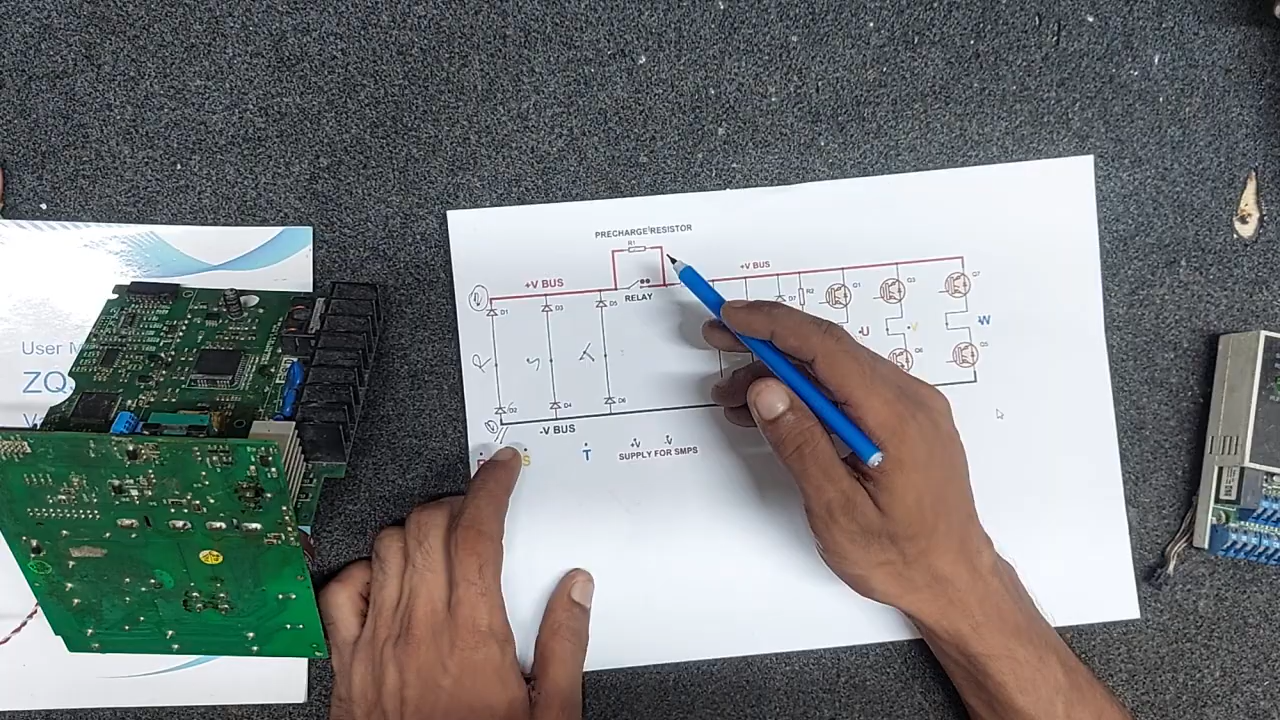 PRECHARGE RESISTOR
R1
+V BUS
+V BUS
RELAY
D1
D3
D5
D7
R2
Q1
Q3
Q7
U
V
W
R
S
Q6
Q5
D2
D4
D6
-V BUS
S
T
+V -V
SUPPLY FOR SMPS
User M
ZQ